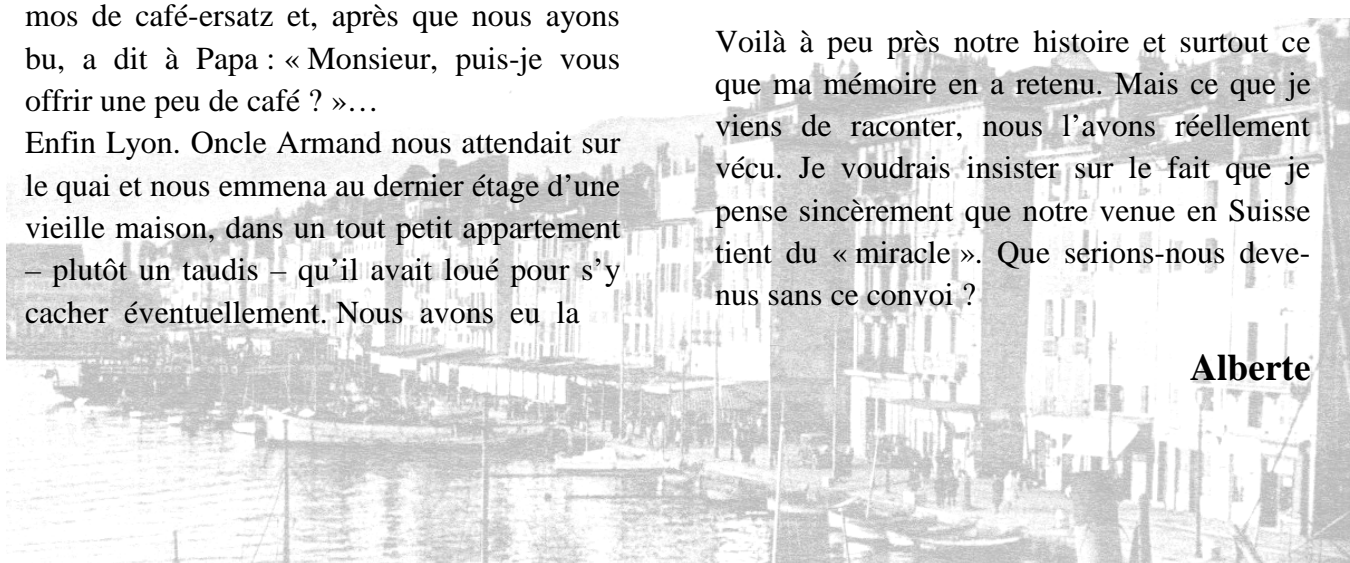 mos de café-ersatz et, après que nous ayons
bu, a dit à Papa : « Monsieur, puis-je vous
offrir une peu de café ? »…
Enfin Lyon. Oncle Armand nous attendait sur
le quai et nous emmena au dernier étage d’une
vieille maison, dans un tout petit appartement
– plutôt un taudis – qu’il avait loué pour s’y
cacher éventuellement. Nous avons eu la
Voilà à peu près notre histoire et surtout ce
que ma mémoire en a retenu. Mais ce que je
viens de raconter, nous l’avons réellement
vécu. Je voudrais insister sur le fait que je
pense sincèrement que notre venue en Suisse
tient du « miracle ». Que serions-nous deve-
nus sans ce convoi ?
Alberte